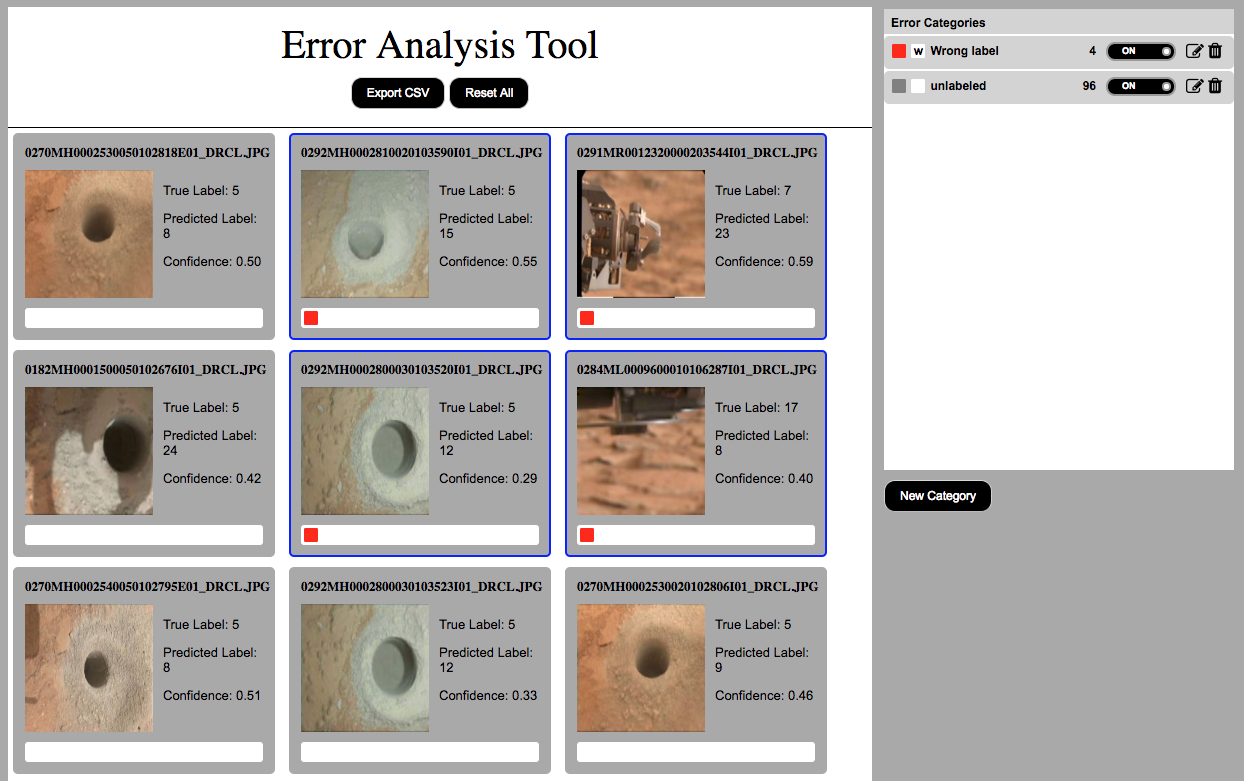 Error Analysis Tool
Export CSV
Reset All
0270MH0002530050102818E01_DRCL.JPG
True Label: 5
Predicted Label:
8
Confidence: 0.50
0292MH0002810020103590I01_DRCL.JPG
True Label: 5
Predicted Label:
15
Confidence: 0.55
0291MR0012320000203544I01_DRCL.JPG
True Label: 7
Predicted Label:
23
Confidence: 0.59
0182MH0001500050102676I01_DRCL.JPG
True Label: 5
Predicted Label:
24
Confidence: 0.42
0292MH0002800030103520I01_DRCL.JPG
True Label: 5
Predicted Label:
12
Confidence: 0.29
0284ML0009600010106287I01_DRCL.JPG
True Label: 17
Predicted Label:
8
Confidence: 0.40
0270MH0002540050102795E01_DRCL.JPG
True Label: 5
Predicted Label:
8
Confidence: 0.51
0292MH0002800030103523I01_DRCL.JPG
True Label: 5
Predicted Label:
12
Confidence: 0.33
0270MH0002530020102806I01_DRCL.JPG
True Label: 5
Predicted Label:
9
Confidence: 0.46
Error Categories
w Wrong label 4 ON
unlabeled 96 ON
New Category